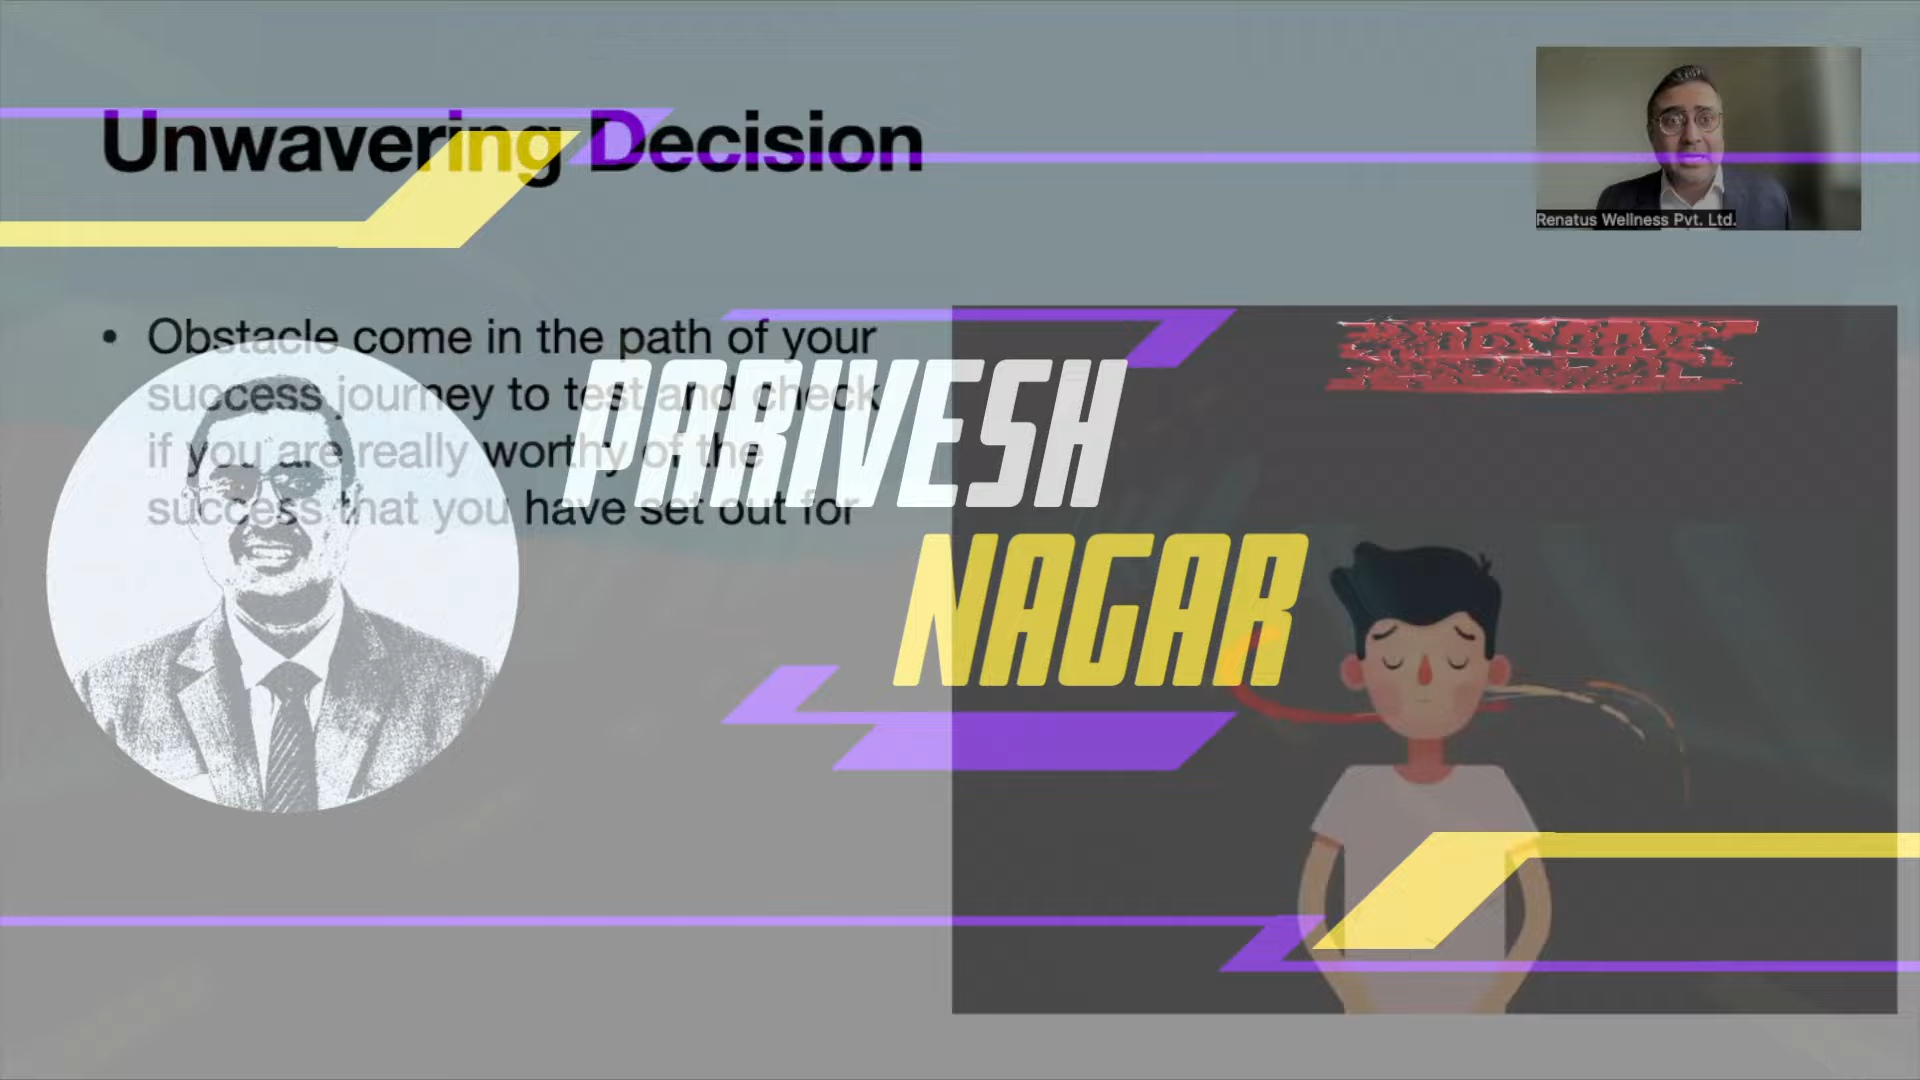 Unwavering Decision
Renatus Wellness Pvt. Ltd.
• Obstacle come in the path of your
success journey to test and check
if you are really worthy of the
success that you have set out for
PARIVESH
NAGAR